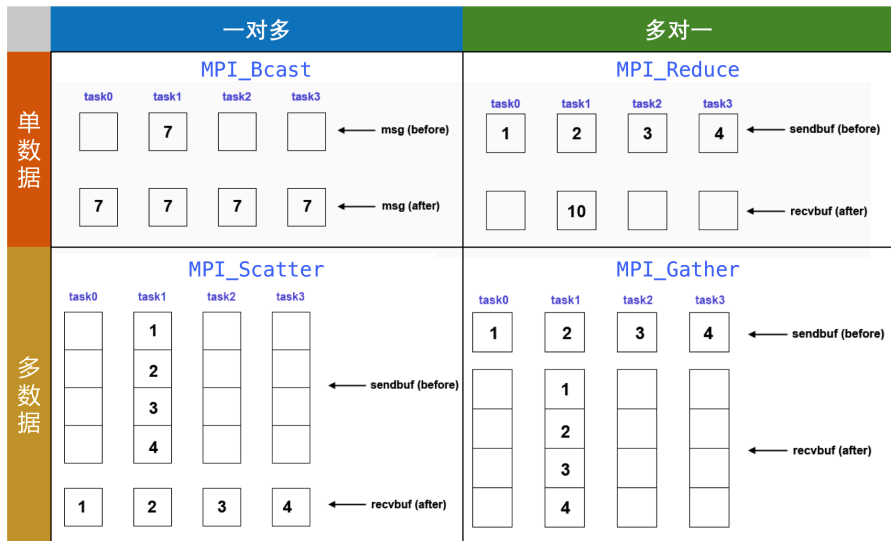 一对多
多对一
单数据
MPI_Bcast
task0 task1 task2 task3
7
msg (before)
7 7 7 7
msg (after)
MPI_Reduce
task0 task1 task2 task3
1 2 3 4
sendbuf (before)
10
recvbuf (after)
多数据
MPI_Scatter
task0 task1 task2 task3
1
2
3
4
sendbuf (before)
1 2 3 4
recvbuf (after)
MPI_Gather
task0 task1 task2 task3
1 2 3 4
sendbuf (before)
1
2
3
4
recvbuf (after)